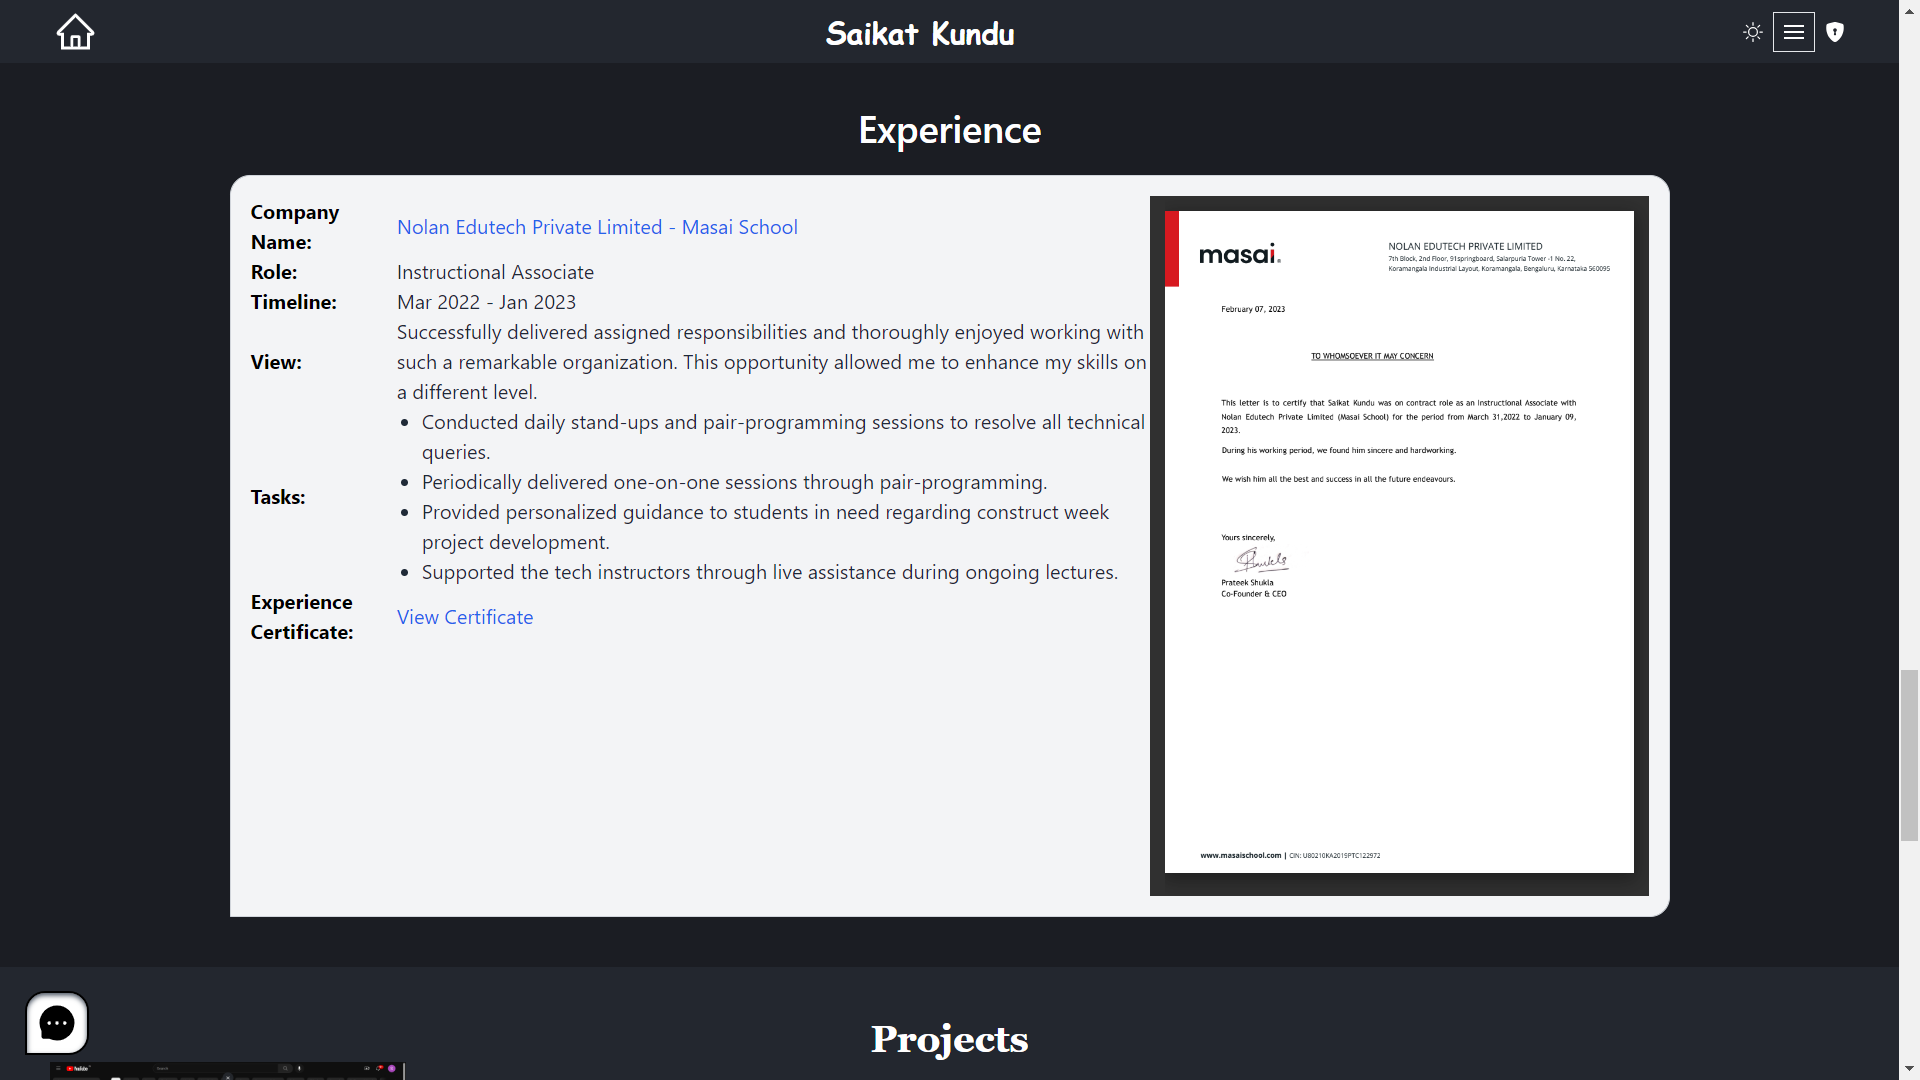 Saikat Kundu
Experience
Company
Name:
Nolan Edutech Private Limited - Masai School
Role:
Instructional Associate
Timeline:
Mar 2022 - Jan 2023
View:
Successfully delivered assigned responsibilities and thoroughly enjoyed working with
such a remarkable organization. This opportunity allowed me to enhance my skills on
a different level.
Tasks:
• Conducted daily stand-ups and pair-programming sessions to resolve all technical
queries.
• Periodically delivered one-on-one sessions through pair-programming.
• Provided personalized guidance to students in need regarding construct week
project development.
• Supported the tech instructors through live assistance during ongoing lectures.
Experience
Certificate:
View Certificate
masai.
NOLAN EDUTECH PRIVATE LIMITED
7th Block, 2nd Floor, 91springboard, Salarpuria Tower -1 No. 22,
Koramangala Industrial Layout, Koramangala, Bengaluru, Karnataka 560095
February 07, 2023
TO WHOMSOEVER IT MAY CONCERN
This letter is to certify that Saikat Kundu was on contract role as an Instructional Associate with
Nolan Edutech Private Limited (Masai School) for the period from March 31,2022 to January 09,
2023.
During his working period, we found him sincere and hardworking.
We wish him all the best and success in all the future endeavours.
Yours sincerely,
Prateek Shukla
Co-Founder & CEO
www.masaischool.com | CIN: U80210KA2019PTC122972
Projects
YouTube